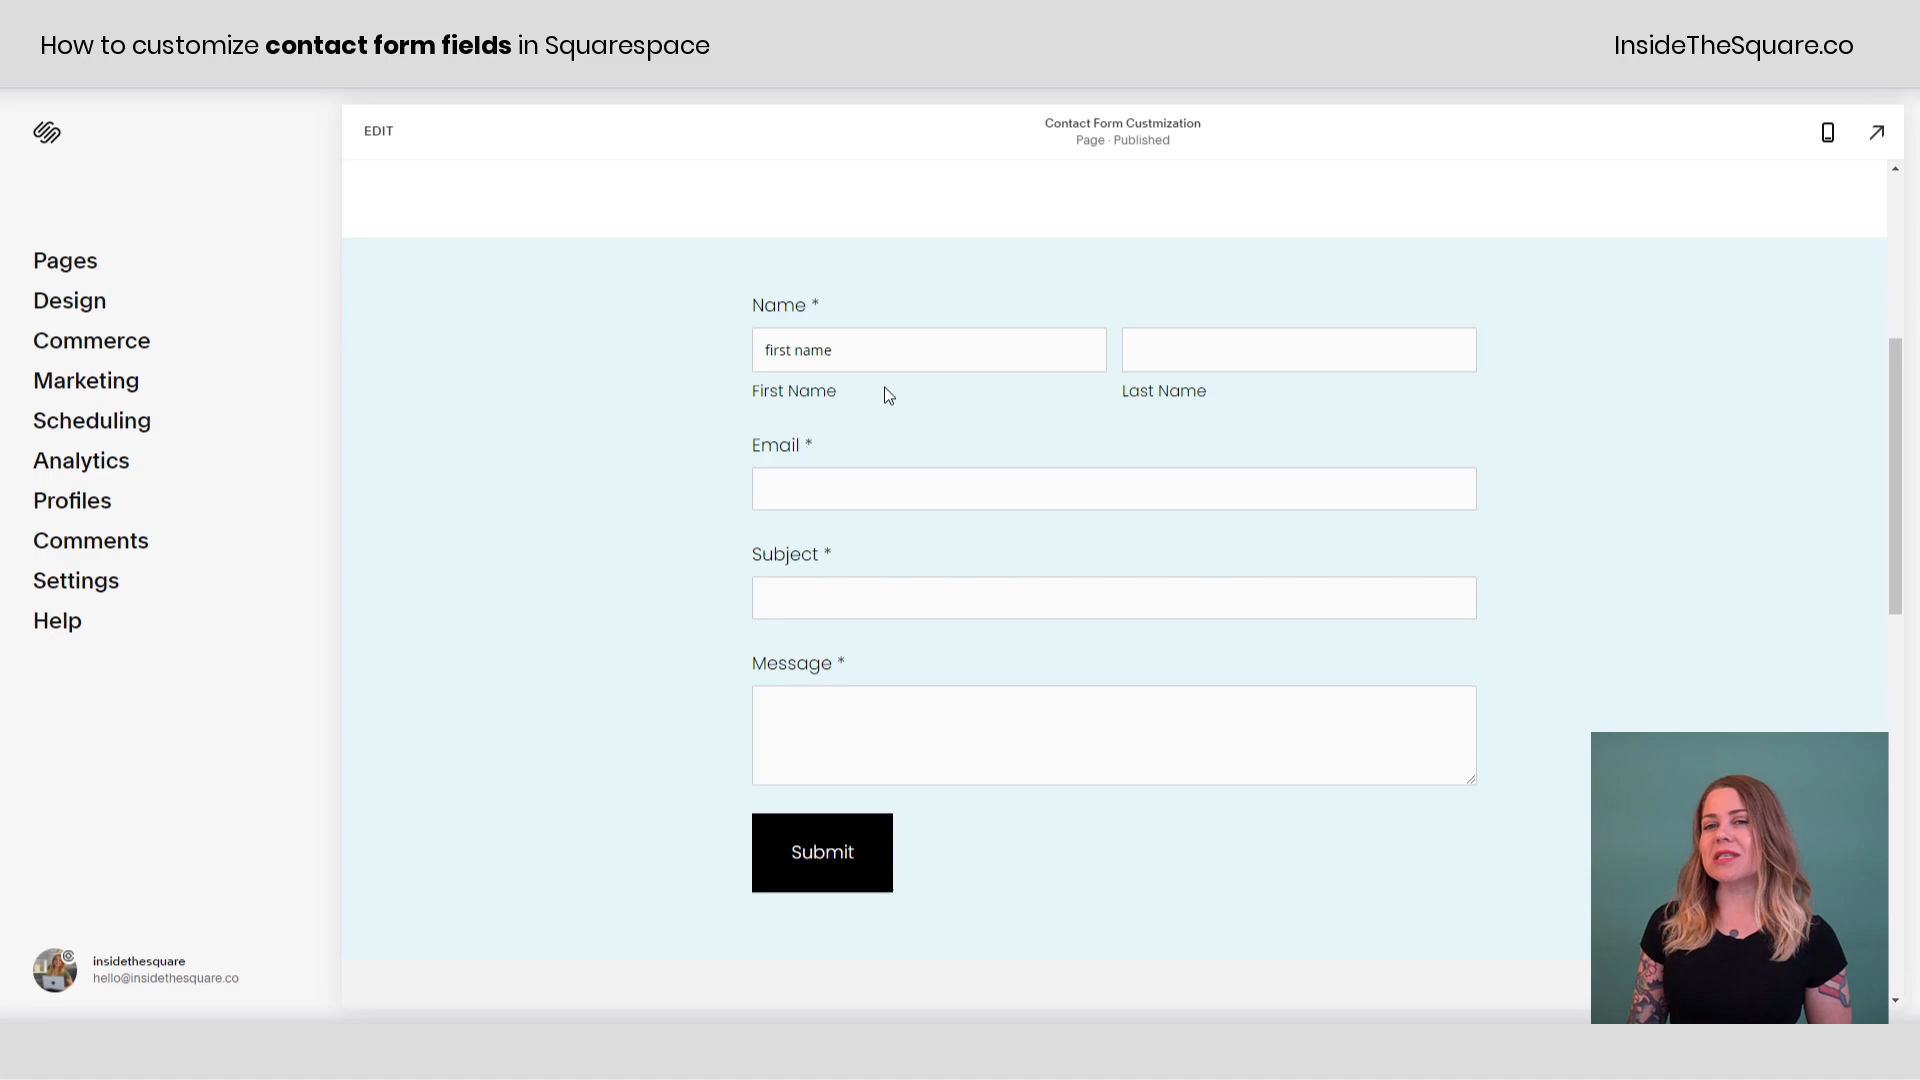 How to customize contact form fields in Squarespace
InsideTheSquare.co
EDIT
Contact Form Custmization
Page · Published
Pages
Design
Commerce
Marketing
Scheduling
Analytics
Profiles
Comments
Settings
Help
Name *
first name
First Name
Last Name
Email *
Subject *
Message *
Submit
insidethesquare
hello@insidethesquare.co